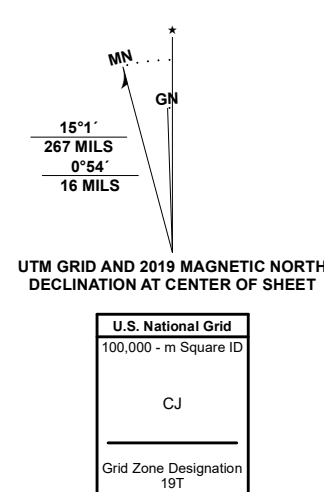 ★
MN
GN
15°1´
267 MILS
0°54´
16 MILS
UTM GRID AND 2019 MAGNETIC NORTH
DECLINATION AT CENTER OF SHEET
U.S. National Grid
100,000 - m Square ID
CJ
Grid Zone Designation
19T